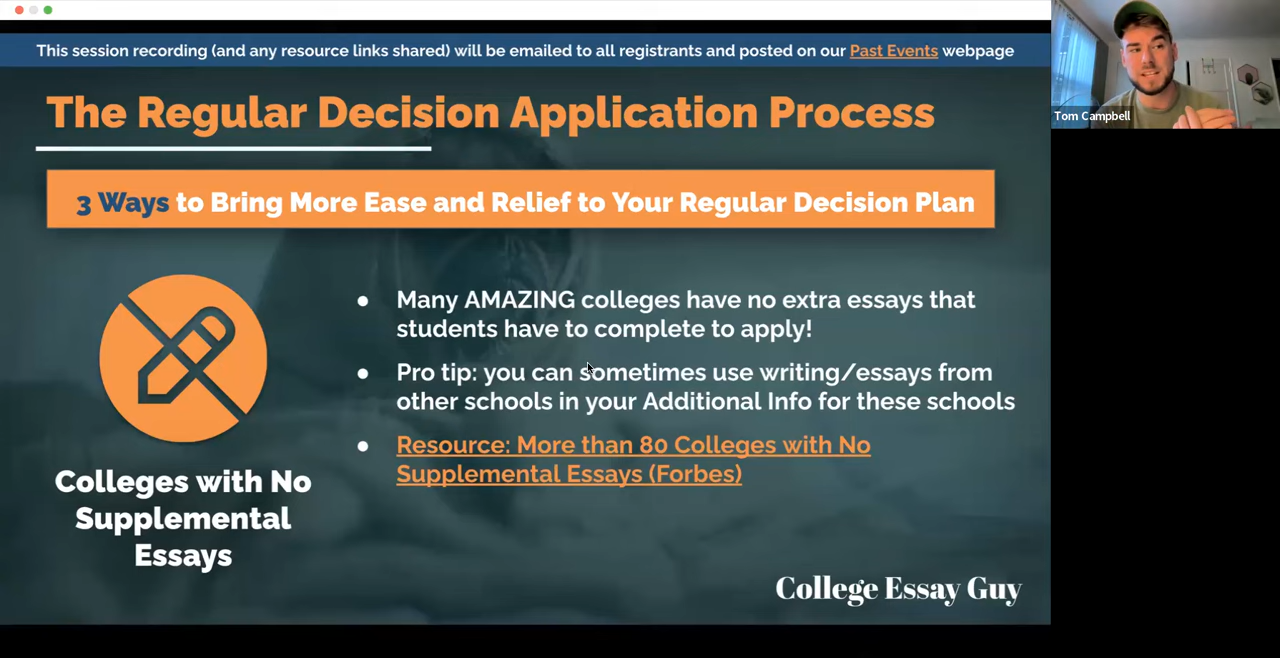 This session recording (and any resource links shared) will be emailed to all registrants and posted on our Past Events webpage
The Regular Decision Application Process
3 Ways to Bring More Ease and Relief to Your Regular Decision Plan
● Many AMAZING colleges have no extra essays that
students have to complete to apply!
● Pro tip: you can sometimes use writing/essays from
other schools in your Additional Info for these schools
● Resource: More than 80 Colleges with No
Supplemental Essays (Forbes)
Colleges with No
Supplemental
Essays
College Essay Guy
Tom Campbell